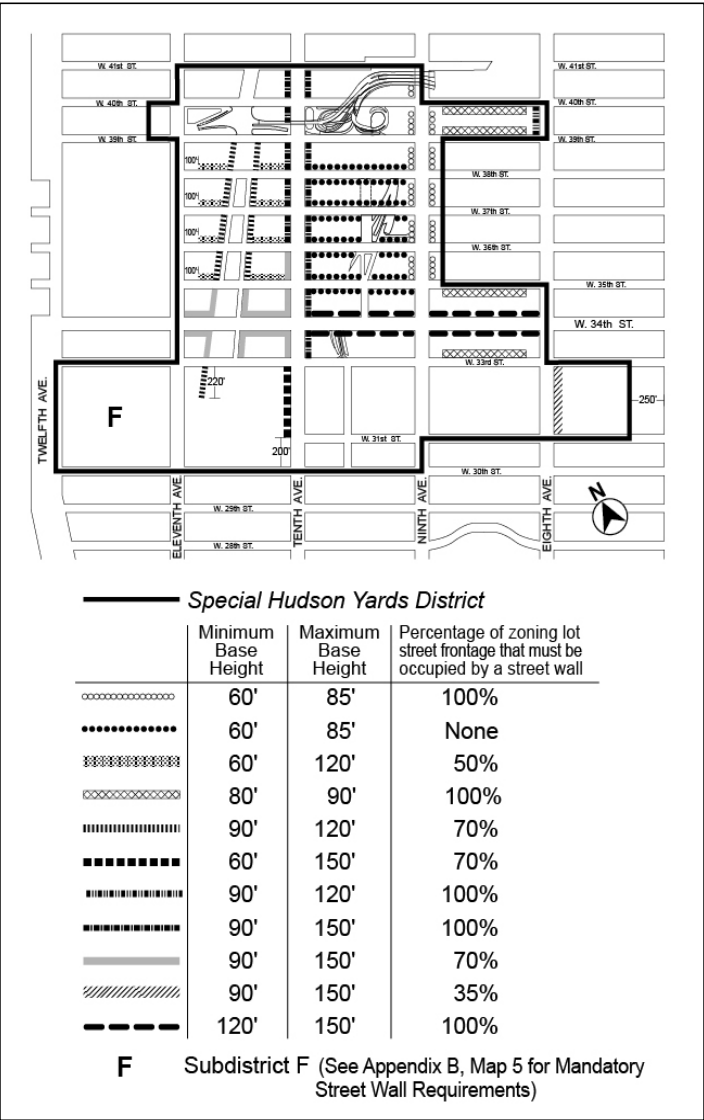 W. 41st ST.
W. 41st ST.
W. 40th ST.
W. 40th ST.
W. 39th ST.
W. 39th ST.
100'
W. 38th ST.
100'
W. 37th ST.
100'
W. 36th ST.
100'
W. 35th ST.
W. 34th ST.
W. 33rd ST.
220'
F
250'
TWELFTH AVE.
W. 31st ST.
200'
W. 30th ST.
ELEVENTH AVE.
TENTH AVE.
NINTH AVE.
EIGHTH AVE.
N
W. 29th ST.
W. 28th ST.
Special Hudson Yards District
Minimum Base Height
Maximum Base Height
Percentage of zoning lot street frontage that must be occupied by a street wall
60' 85' 100%
60' 85' None
60' 120' 50%
80' 90' 100%
90' 120' 70%
60' 150' 70%
90' 120' 100%
90' 150' 100%
90' 150' 70%
90' 150' 35%
120' 150' 100%
F Subdistrict F (See Appendix B, Map 5 for Mandatory
Street Wall Requirements)